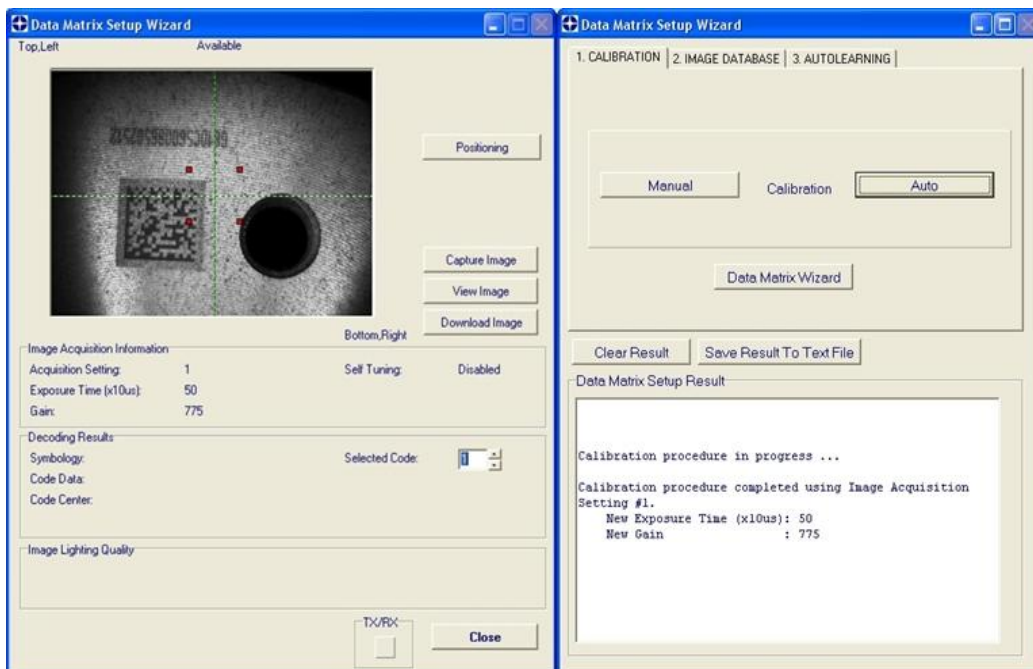 Data Matrix Setup Wizard
Top,Left Available
Positioning
Capture Image
View Image
Download Image
Bottom,Right
Image Acquisition Information
Acquisition Setting: 1 Self Tuning: Disabled
Exposure Time (x10us): 50
Gain: 775
Decoding Results
Symbology: Selected Code: 1
Code Data:
Code Center:
Image Lighting Quality
TX/RX
Close
Data Matrix Setup Wizard
1. CALIBRATION 2. IMAGE DATABASE 3. AUTOLEARNING
Manual Calibration Auto
Data Matrix Wizard
Clear Result Save Result To Text File
Data Matrix Setup Result
Calibration procedure in progress ...
Calibration procedure completed using Image Acquisition
Setting #1.
New Exposure Time (x10us): 50
New Gain : 775